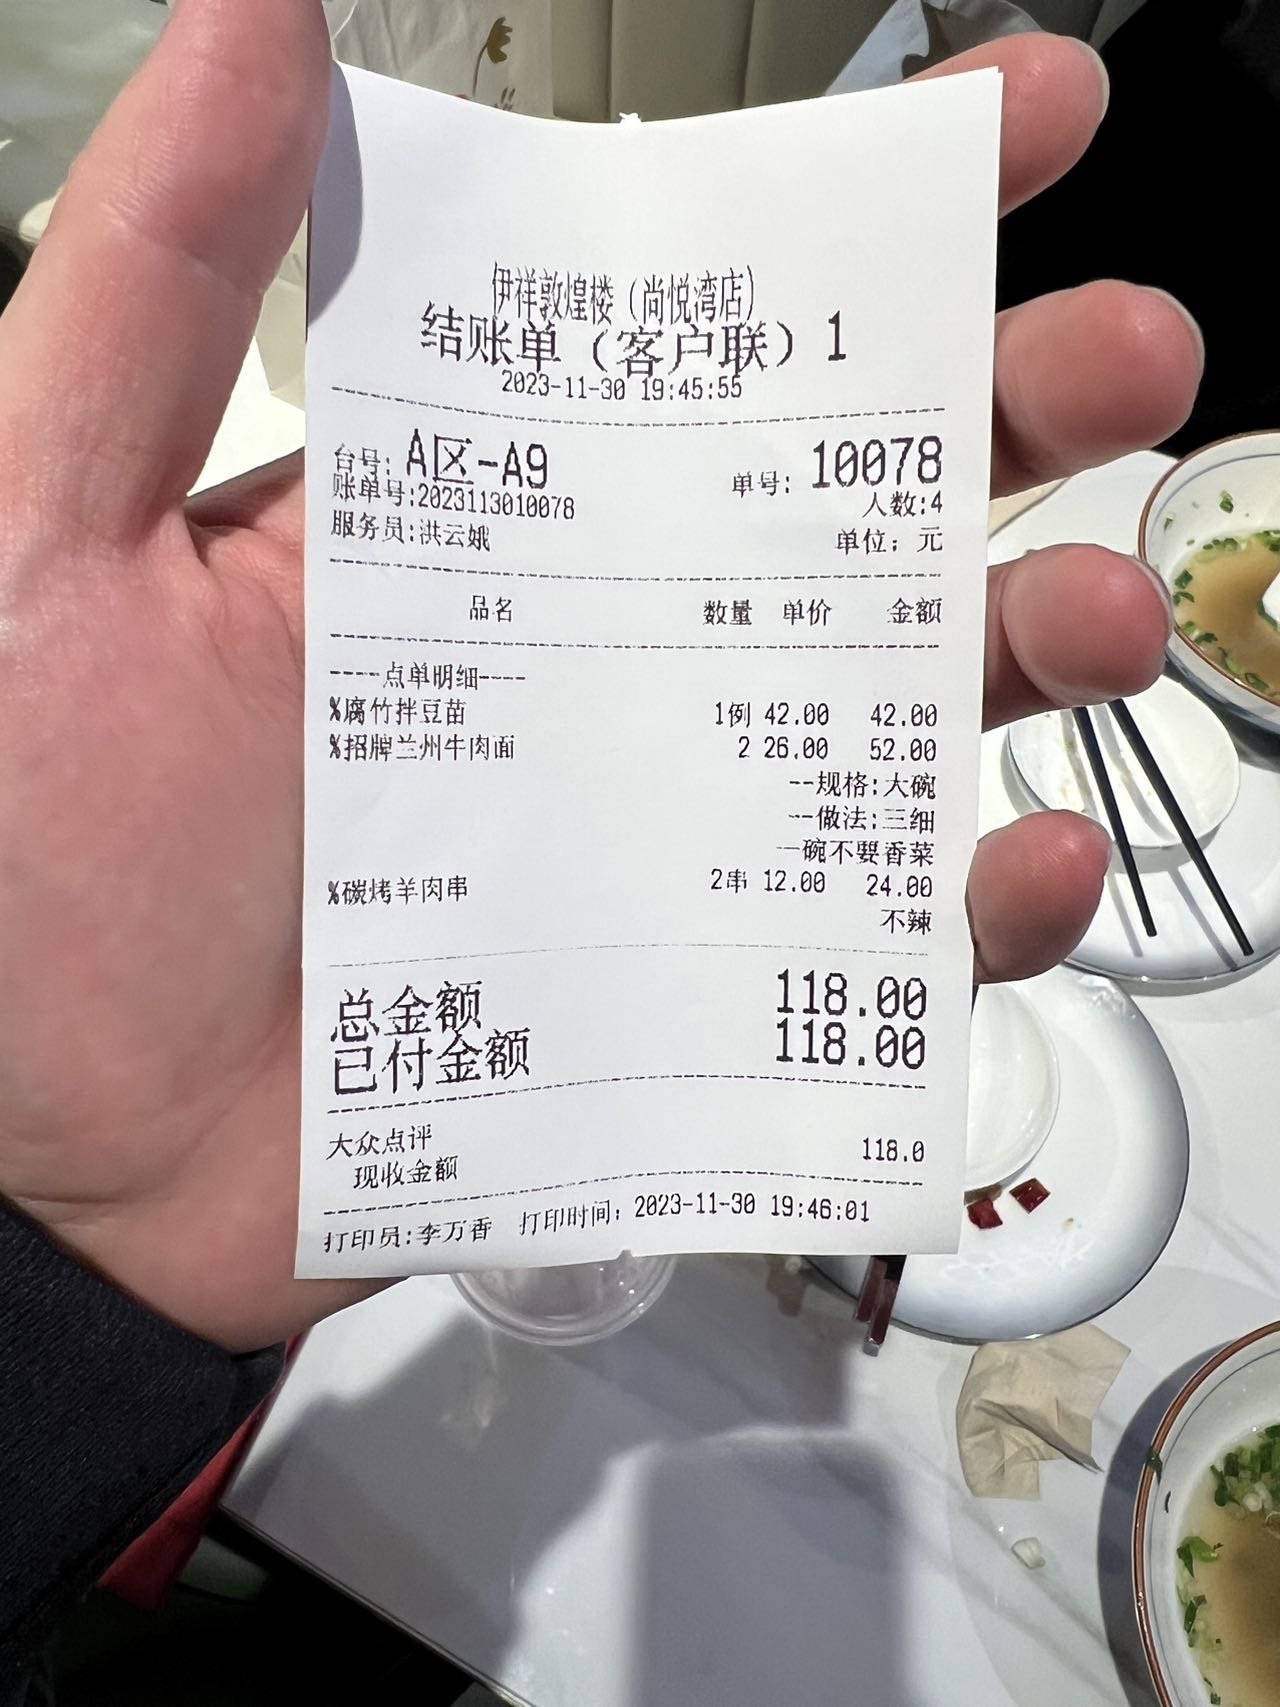 伊祥敦煌楼（尚悦湾店）
结账单（客户联）1
2023-11-30 19:45:55
台号: A区-A9 单号: 10078
账单号:2023113010078 人数:4
服务员:洪云娥 单位：元
品名 数量 单价 金额
----点单明细----
%腐竹拌豆苗 1例 42.00 42.00
%招牌兰州牛肉面 2 26.00 52.00
--规格:大碗
--做法:三细
一碗不要香菜
%碳烤羊肉串 2串 12.00 24.00
不辣
总金额 118.00
已付金额 118.00
大众点评
现收金额 118.0
打印员:李万香 打印时间: 2023-11-30 19:46:01